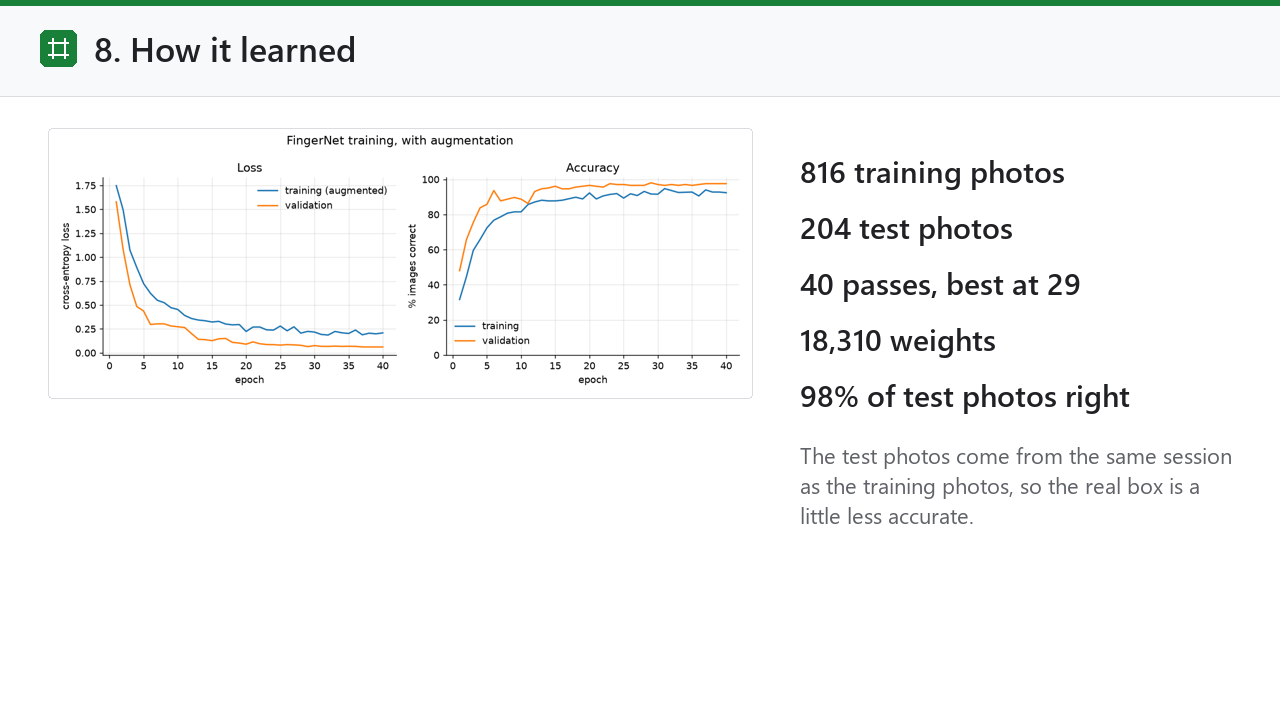 8. How it learned
FingerNet training, with augmentation
Loss
cross-entropy loss
1.75
1.50
1.25
1.00
0.75
0.50
0.25
0.00
training (augmented)
validation
0 5 10 15 20 25 30 35 40
epoch
Accuracy
% images correct
100
80
60
40
20
0
training
validation
0 5 10 15 20 25 30 35 40
epoch
816 training photos
204 test photos
40 passes, best at 29
18,310 weights
98% of test photos right
The test photos come from the same session
as the training photos, so the real box is a
little less accurate.